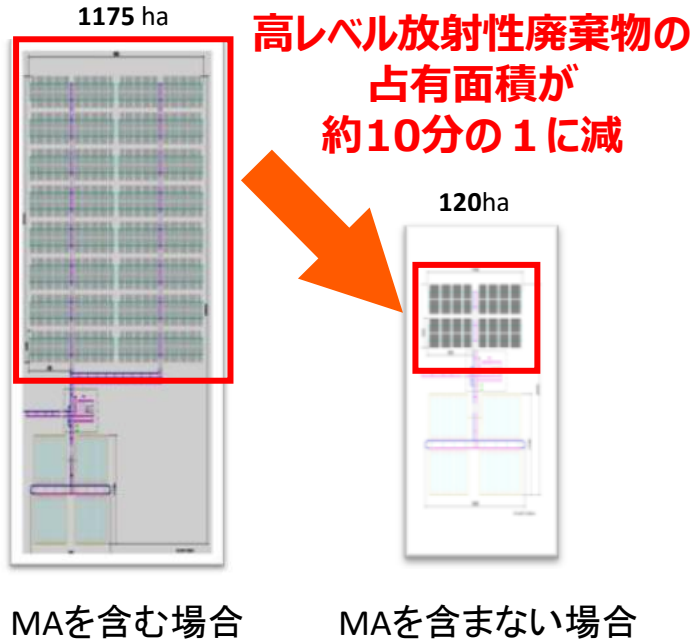 1175 ha
高レベル放射性廃棄物の
占有面積が
約10分の１に減
120ha
MAを含む場合
MAを含まない場合